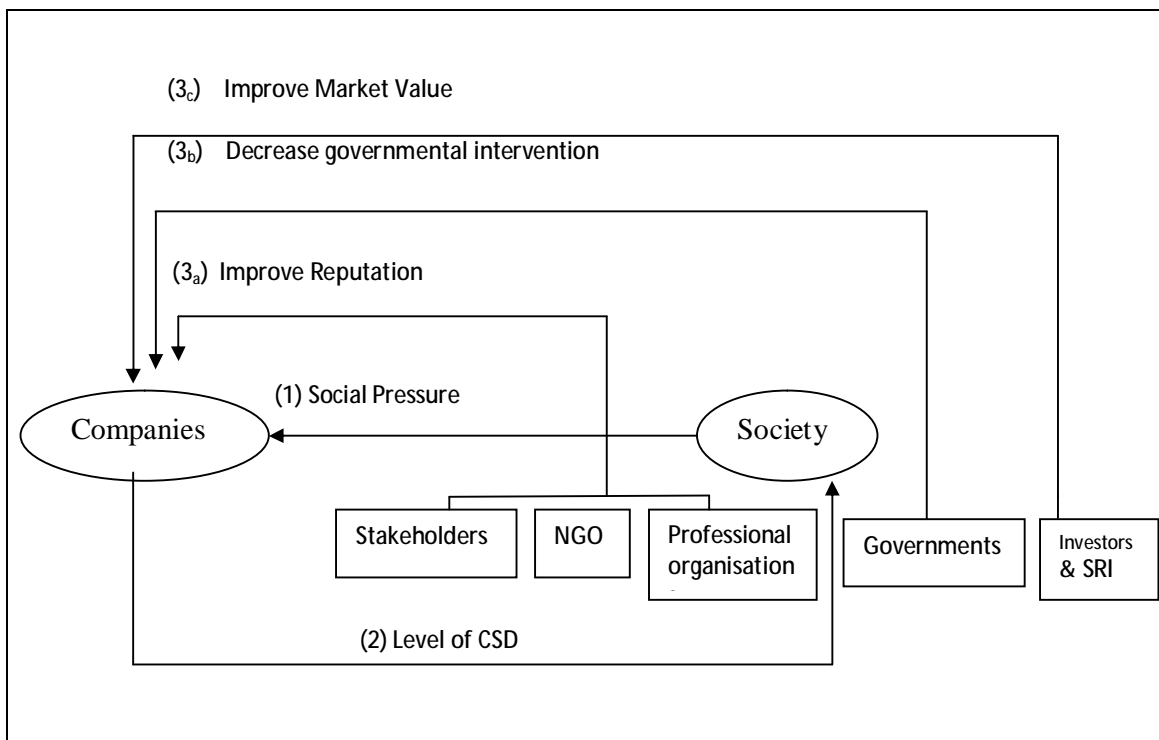 (3c) Improve Market Value
(3b) Decrease governmental intervention
(3a) Improve Reputation
(1) Social Pressure
Companies
Society
Stakeholders
NGO
Professional
organisation
Governments
Investors
& SRI
(2) Level of CSD